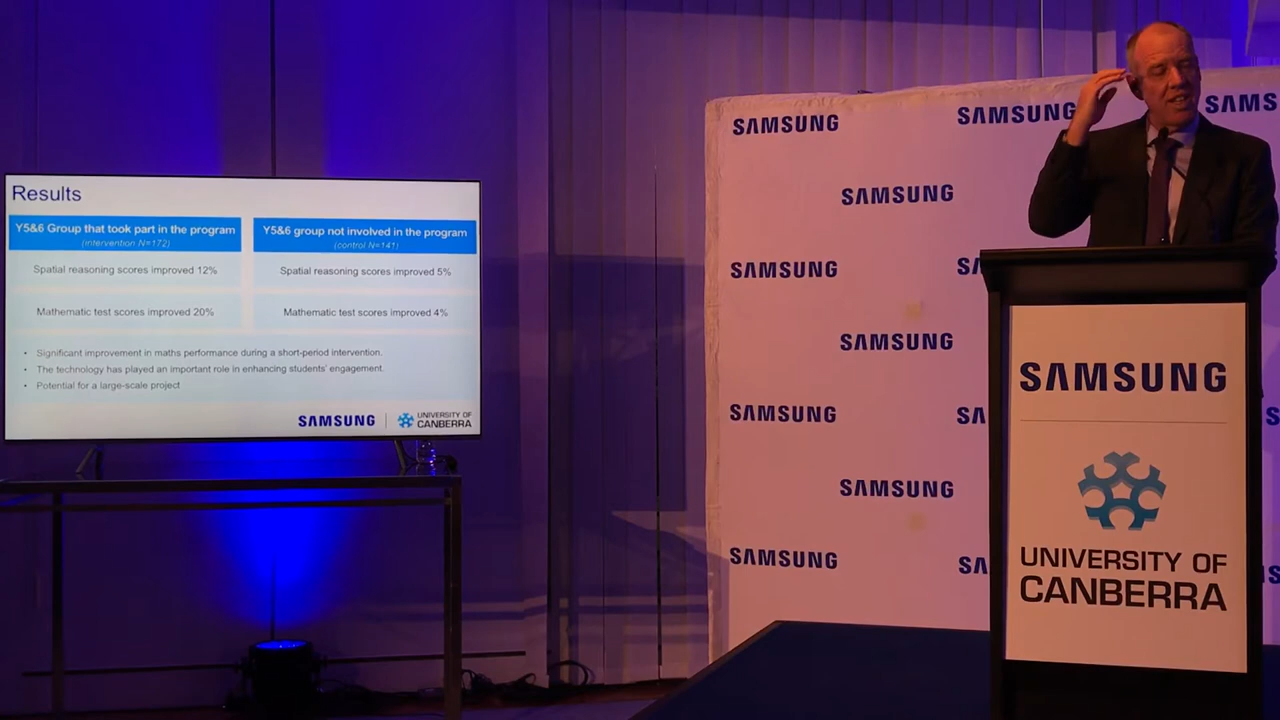 Results
Y5&6 Group that took part in the program
(intervention N=172)
Spatial reasoning scores improved 12%
Mathematic test scores improved 20%
Y5&6 group not involved in the program
(control N=141)
Spatial reasoning scores improved 5%
Mathematic test scores improved 4%
• Significant improvement in maths performance during a short-period intervention.
• The technology has played an important role in enhancing students' engagement.
• Potential for a large-scale project
SAMSUNG
UNIVERSITY OF
CANBERRA
SAMSUNG
SAMSUNG
SAMS
SAMSUNG
SAMSUNG
SA
SAMSUNG
SAMSUNG
SA
SAMSUNG
SAMSUNG
SA
SAMSUNG
UNIVERSITY OF
CANBERRA